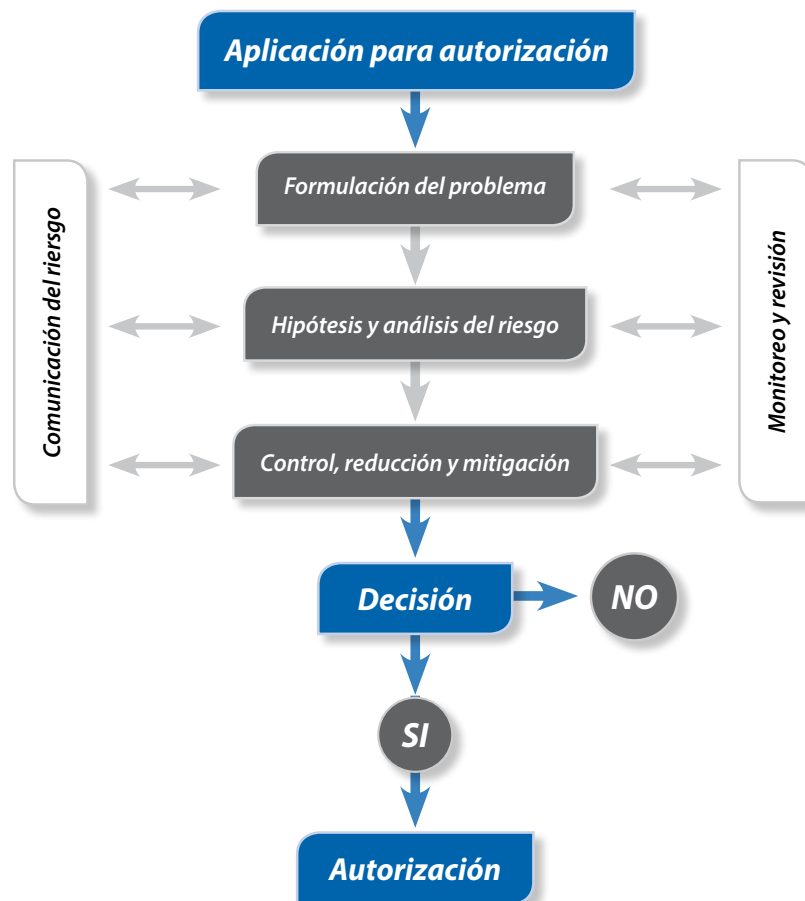 Aplicación para autorización
Formulación del problema
Comunicación del riersgo
Monitoreo y revisión
Hipótesis y análisis del riesgo
Control, reducción y mitigación
Decisión
NO
SI
Autorización